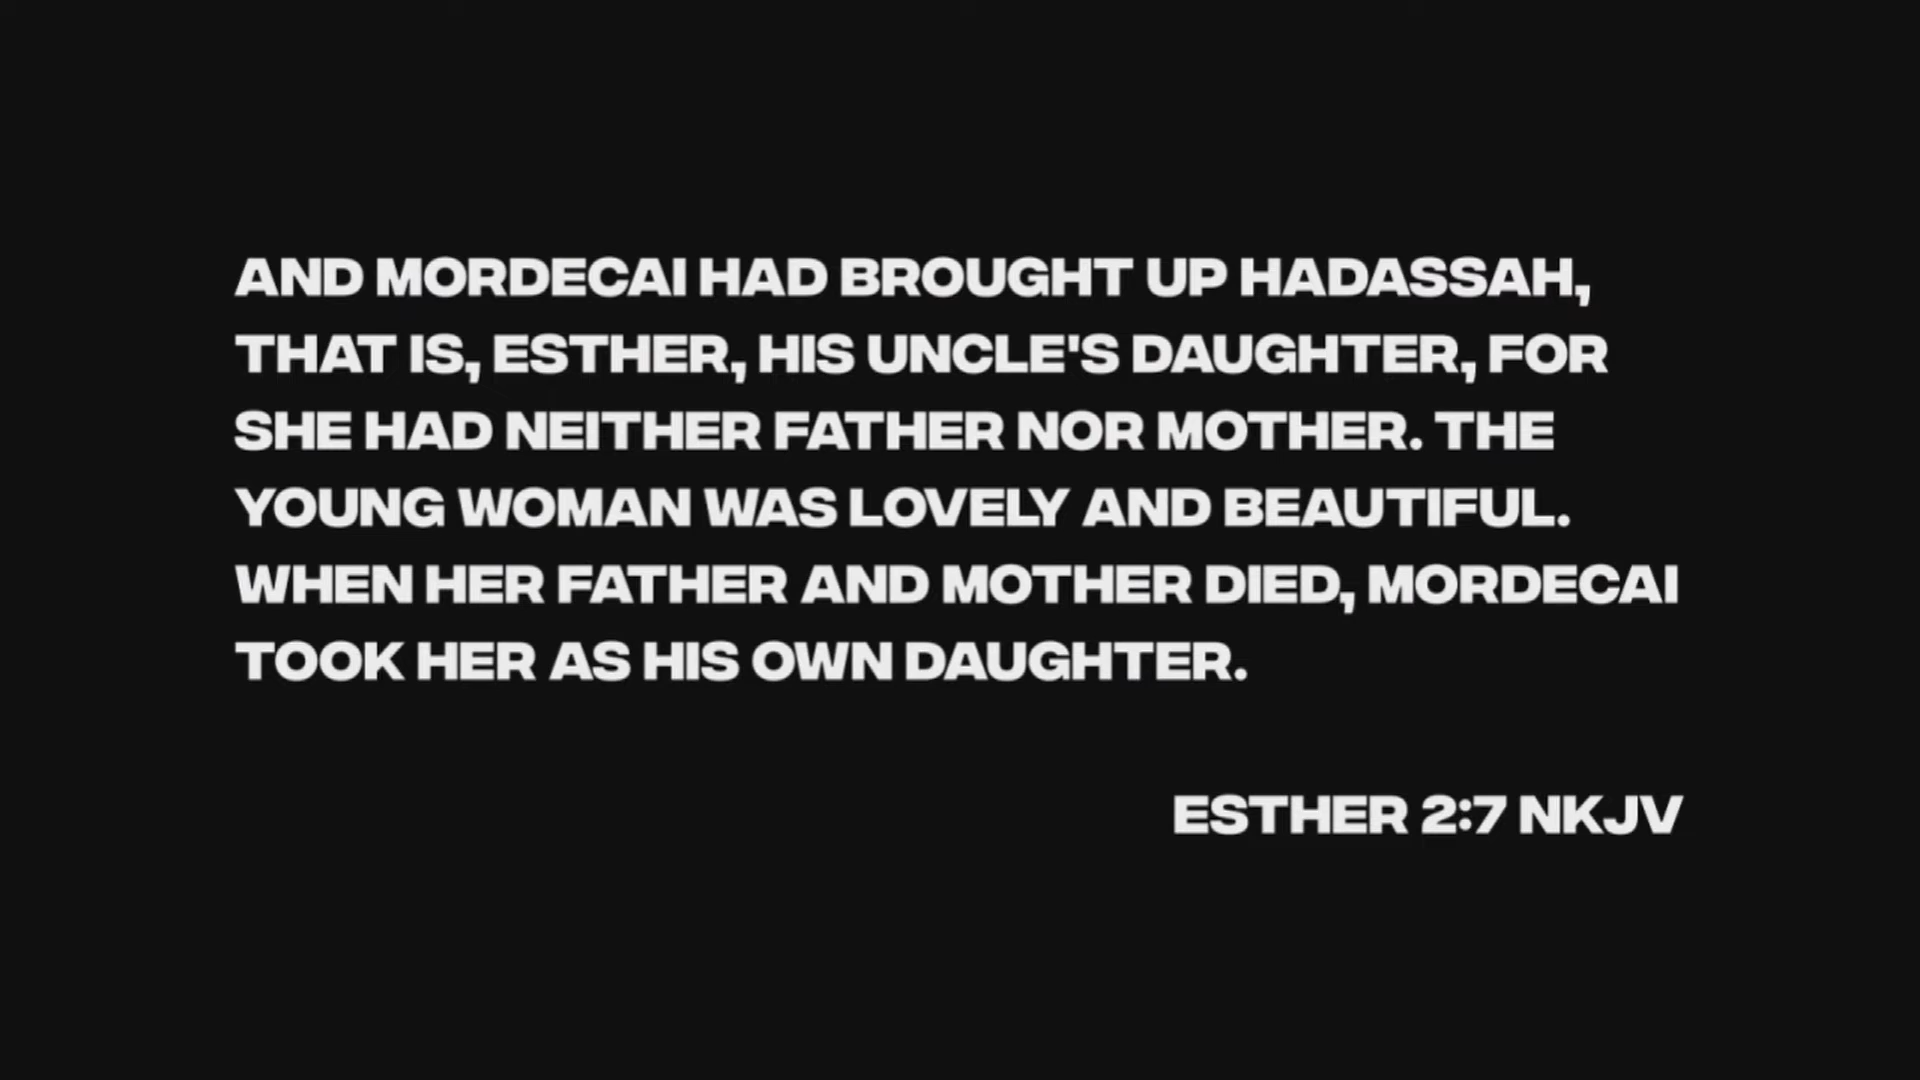 AND MORDECAI HAD BROUGHT UP HADASSAH,
THAT IS, ESTHER, HIS UNCLE'S DAUGHTER, FOR
SHE HAD NEITHER FATHER NOR MOTHER. THE
YOUNG WOMAN WAS LOVELY AND BEAUTIFUL.
WHEN HER FATHER AND MOTHER DIED, MORDECAI
TOOK HER AS HIS OWN DAUGHTER.
ESTHER 2:7 NKJV